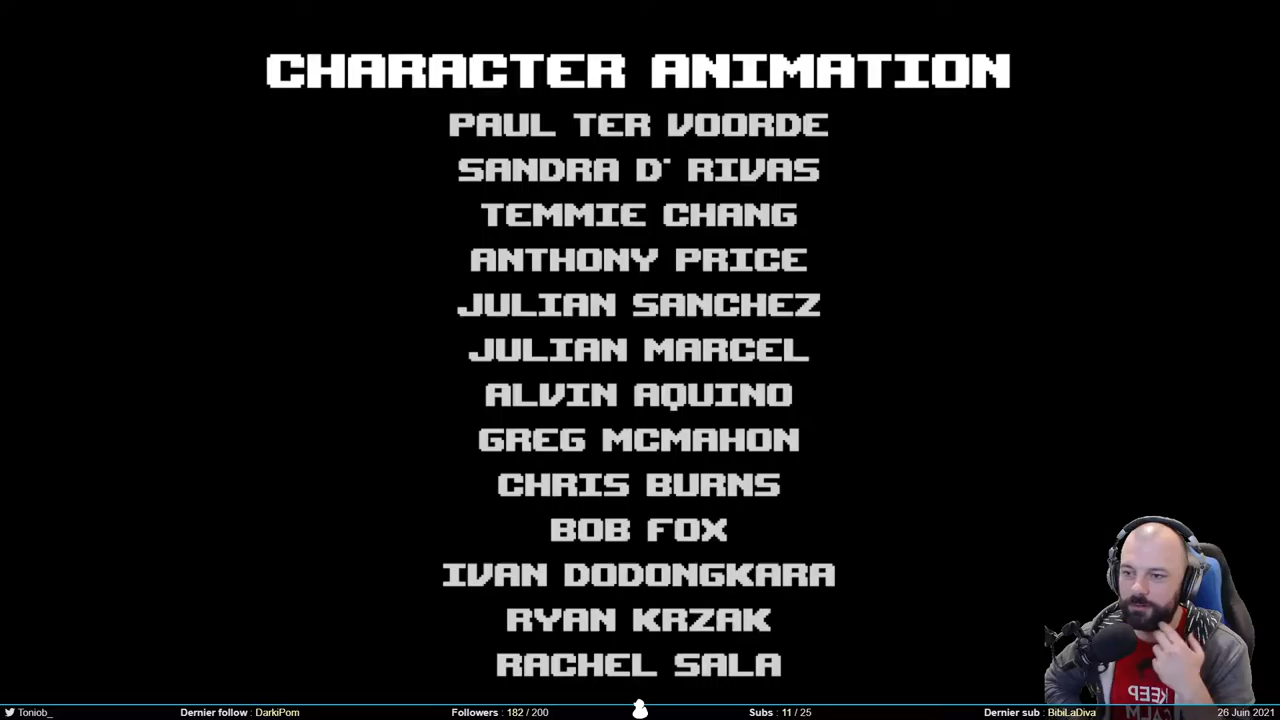 CHARACTER ANIMATION
PAUL TER VOORDE
SANDRA D' RIVAS
TEMMIE CHANG
ANTHONY PRICE
JULIAN SANCHEZ
JULIAN MARCEL
ALVIN AQUINO
GREG MCMAHON
CHRIS BURNS
BOB FOX
IVAN DODONGKARA
RYAN KRZAK
RACHEL SALA
KEEP
CALM
Toniob_ Dernier follow : DarkiPom Followers : 182 / 200 Subs : 11 / 25 Dernier sub : BibiLaDiva 26 Juin 2021